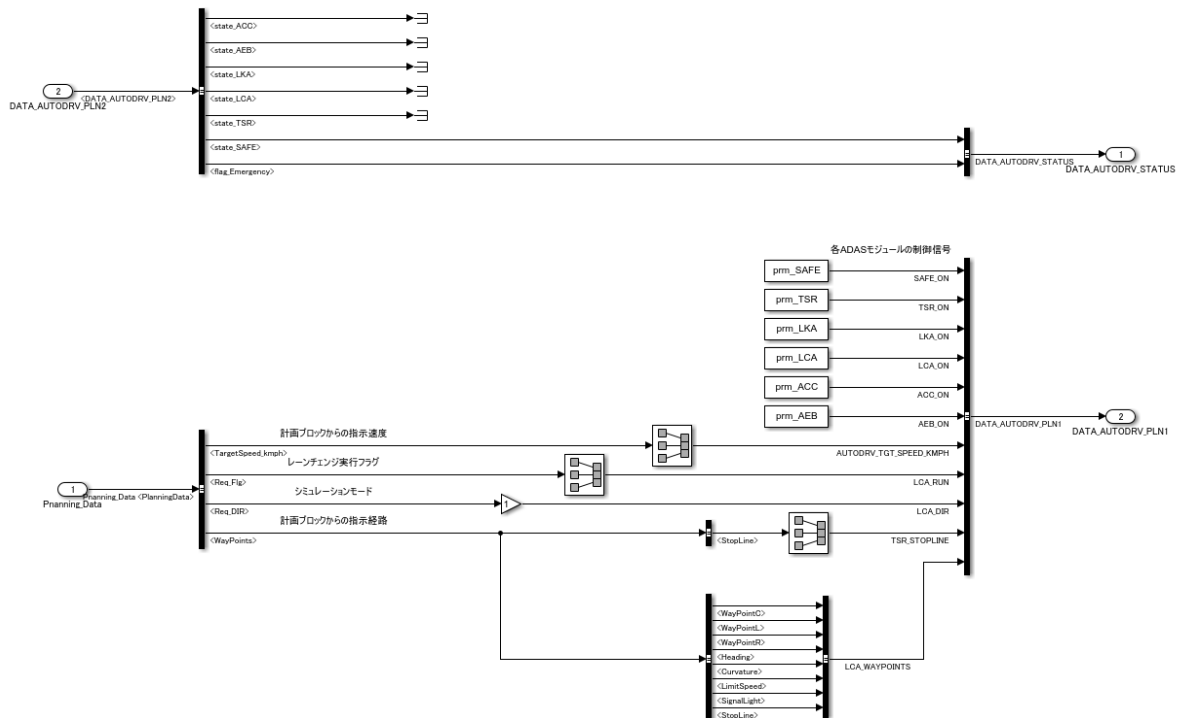 <state_ACC>
<state_AEB>
<state_LKA>
<state_LCA>
<state_TSR>
<state_SAFE>
<flag_Emergency>
2
<DATA_AUTODRV_PLN2>
DATA_AUTODRV_PLN2
DATA_AUTODRV_STATUS
1
DATA_AUTODRV_STATUS
各ADASモジュールの制御信号
prm_SAFE
SAFE_ON
prm_TSR
TSR_ON
prm_LKA
LKA_ON
prm_LCA
LCA_ON
prm_ACC
ACC_ON
prm_AEB
AEB_ON
DATA_AUTODRV_PLN1
2
DATA_AUTODRV_PLN1
計画ブロックからの指示速度
<TargetSpeed_kmph>
AUTODRV_TGT_SPEED_KMPH
レーンチェンジ実行フラグ
<Req_Flg>
LCA_RUN
1
Pnanning_Data <PlanningData>
Pnanning_Data
シミュレーションモード
<Req_DIR>
1
LCA_DIR
計画ブロックからの指示経路
<WayPoints>
<StopLine>
TSR_STOPLINE
<WayPointC>
<WayPointL>
<WayPointR>
<Heading>
<Curvature>
<LimitSpeed>
<SignalLight>
<StopLine>
LCA_WAYPOINTS